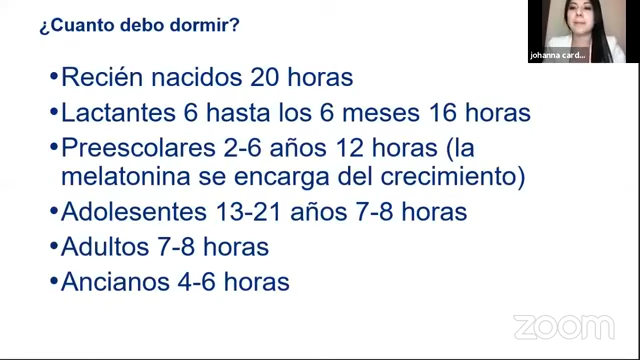 ¿Cuanto debo dormir?
johanna card...
•Recién nacidos 20 horas
•Lactantes 6 hasta los 6 meses 16 horas
•Preescolares 2-6 años 12 horas (la
melatonina se encarga del crecimiento)
•Adolesentes 13-21 años 7-8 horas
•Adultos 7-8 horas
•Ancianos 4-6 horas
zoom